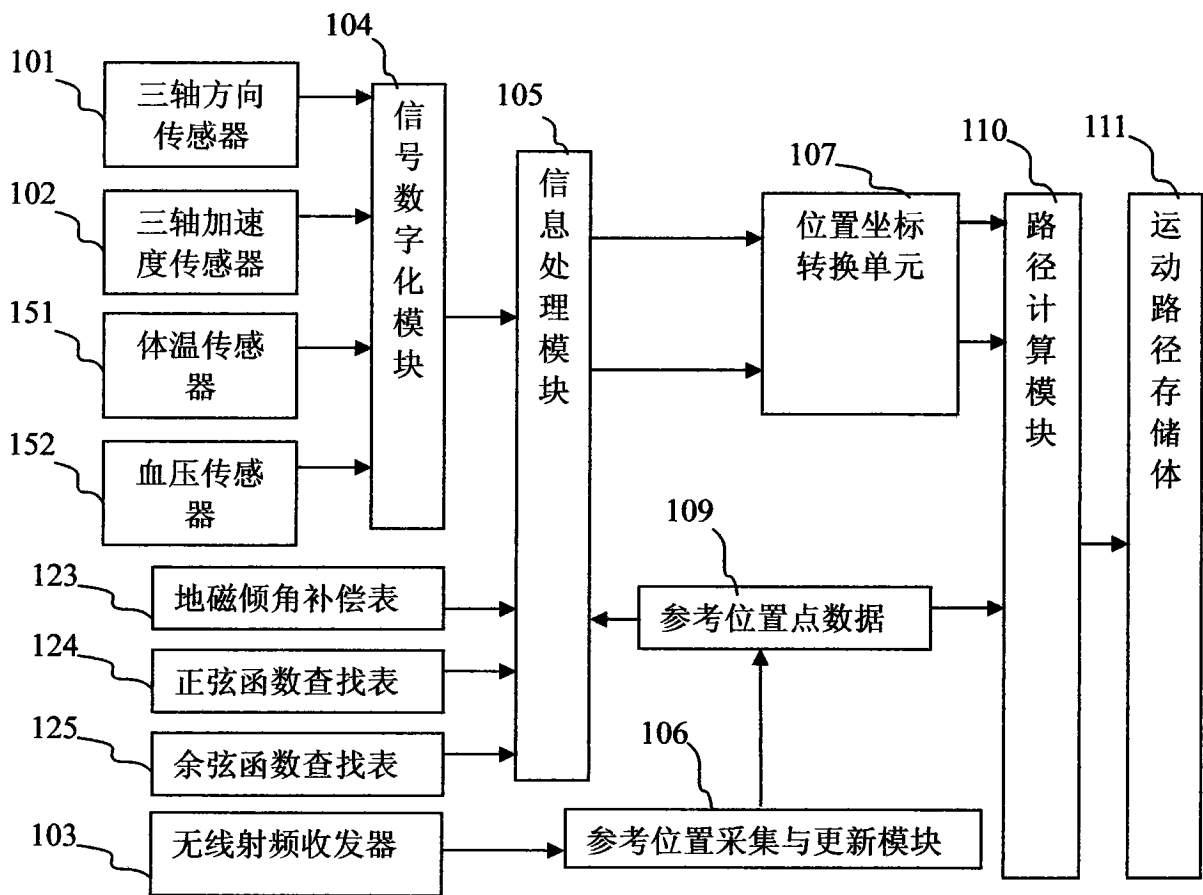 101
三轴方向
传感器
102
三轴加速
度传感器
151
体温传感
器
152
血压传感
器
104
信号数字化模块
123
地磁倾角补偿表
124
正弦函数查找表
125
余弦函数查找表
103
无线射频收发器
105
信息处理模块
107
位置坐标
转换单元
109
参考位置点数据
106
参考位置采集与更新模块
110
路径计算模块
111
运动路径存储体